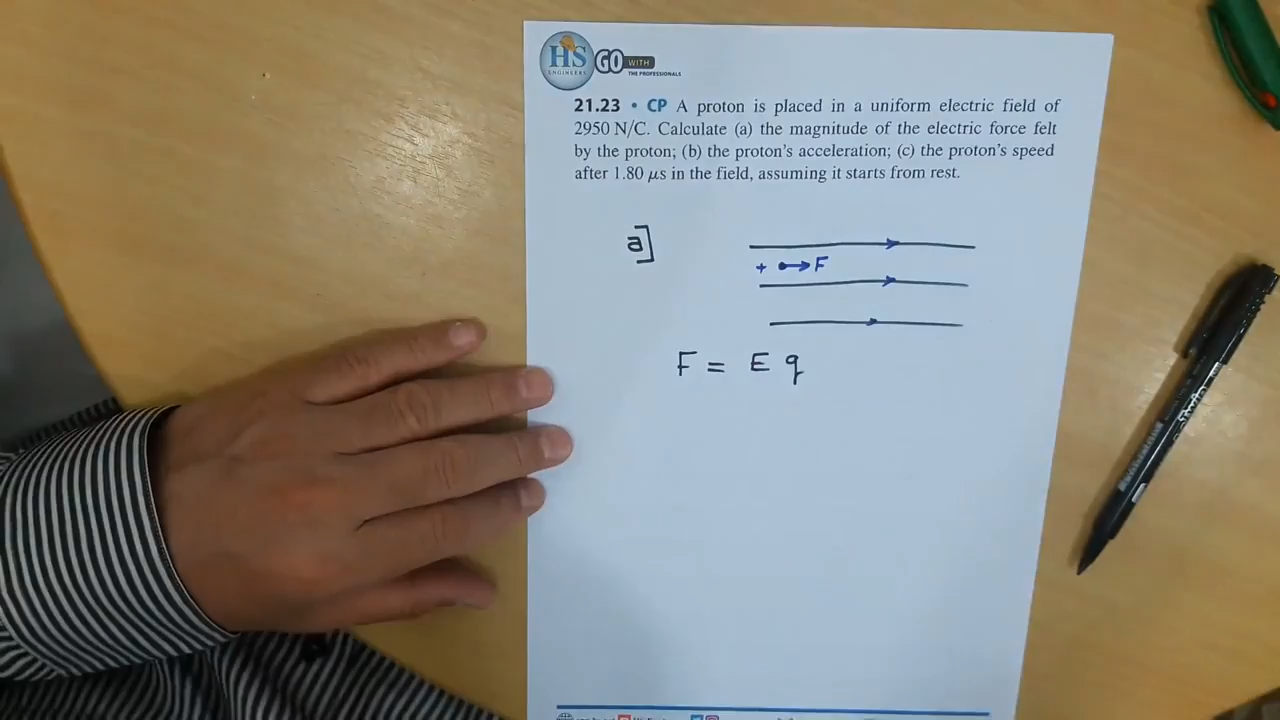 HS
ENGINEERS
GO WITH
THE PROFESSIONALS
21.23 • CP A proton is placed in a uniform electric field of
2950 N/C. Calculate (a) the magnitude of the electric force felt
by the proton; (b) the proton's acceleration; (c) the proton's speed
after 1.80 μs in the field, assuming it starts from rest.
a]
+ F
F = E q